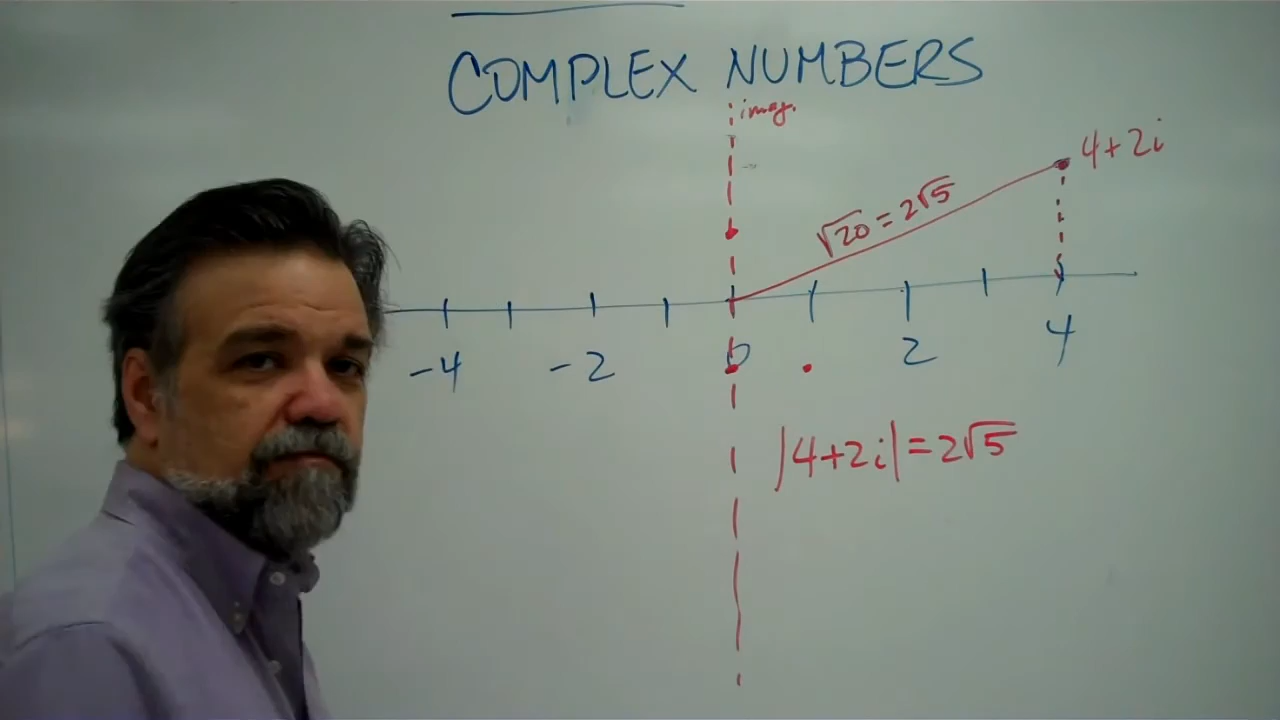 COMPLEX NUMBERS
imag.
4+2i
√20 = 2√5
-4 -2 0 2 4
|4+2i| = 2√5